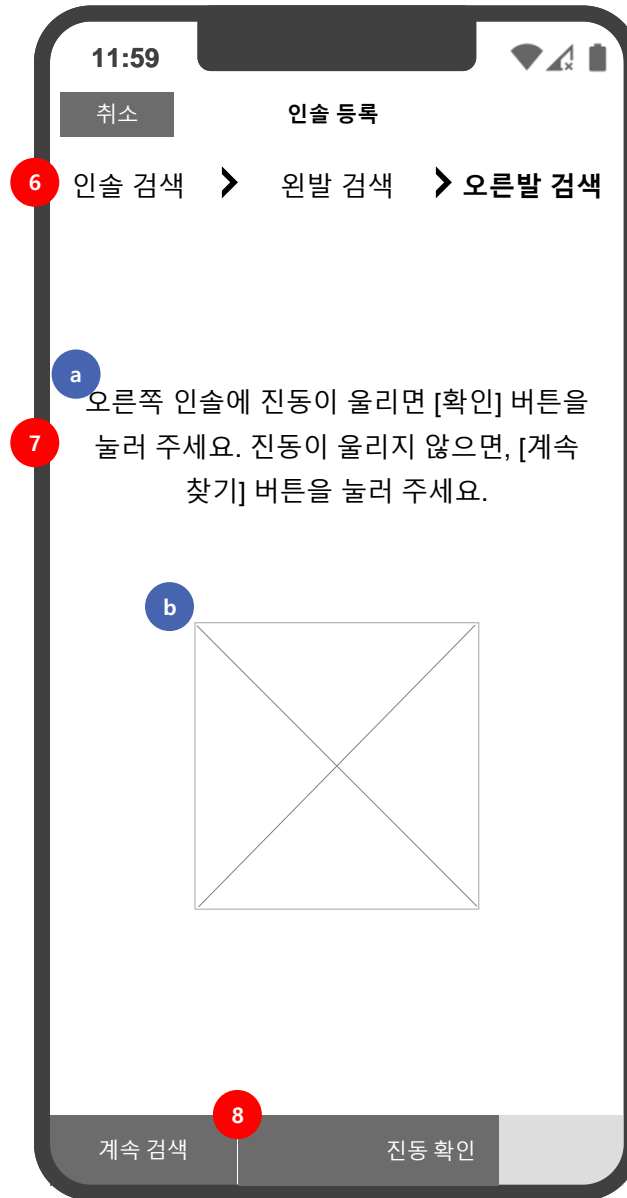 11:59
취소
인솔 등록
6
인솔 검색 > 왼발 검색 > 오른발 검색
a
오른쪽 인솔에 진동이 울리면 [확인] 버튼을
7
눌러 주세요. 진동이 울리지 않으면, [계속
찾기] 버튼을 눌러 주세요.
b
8
계속 검색
진동 확인